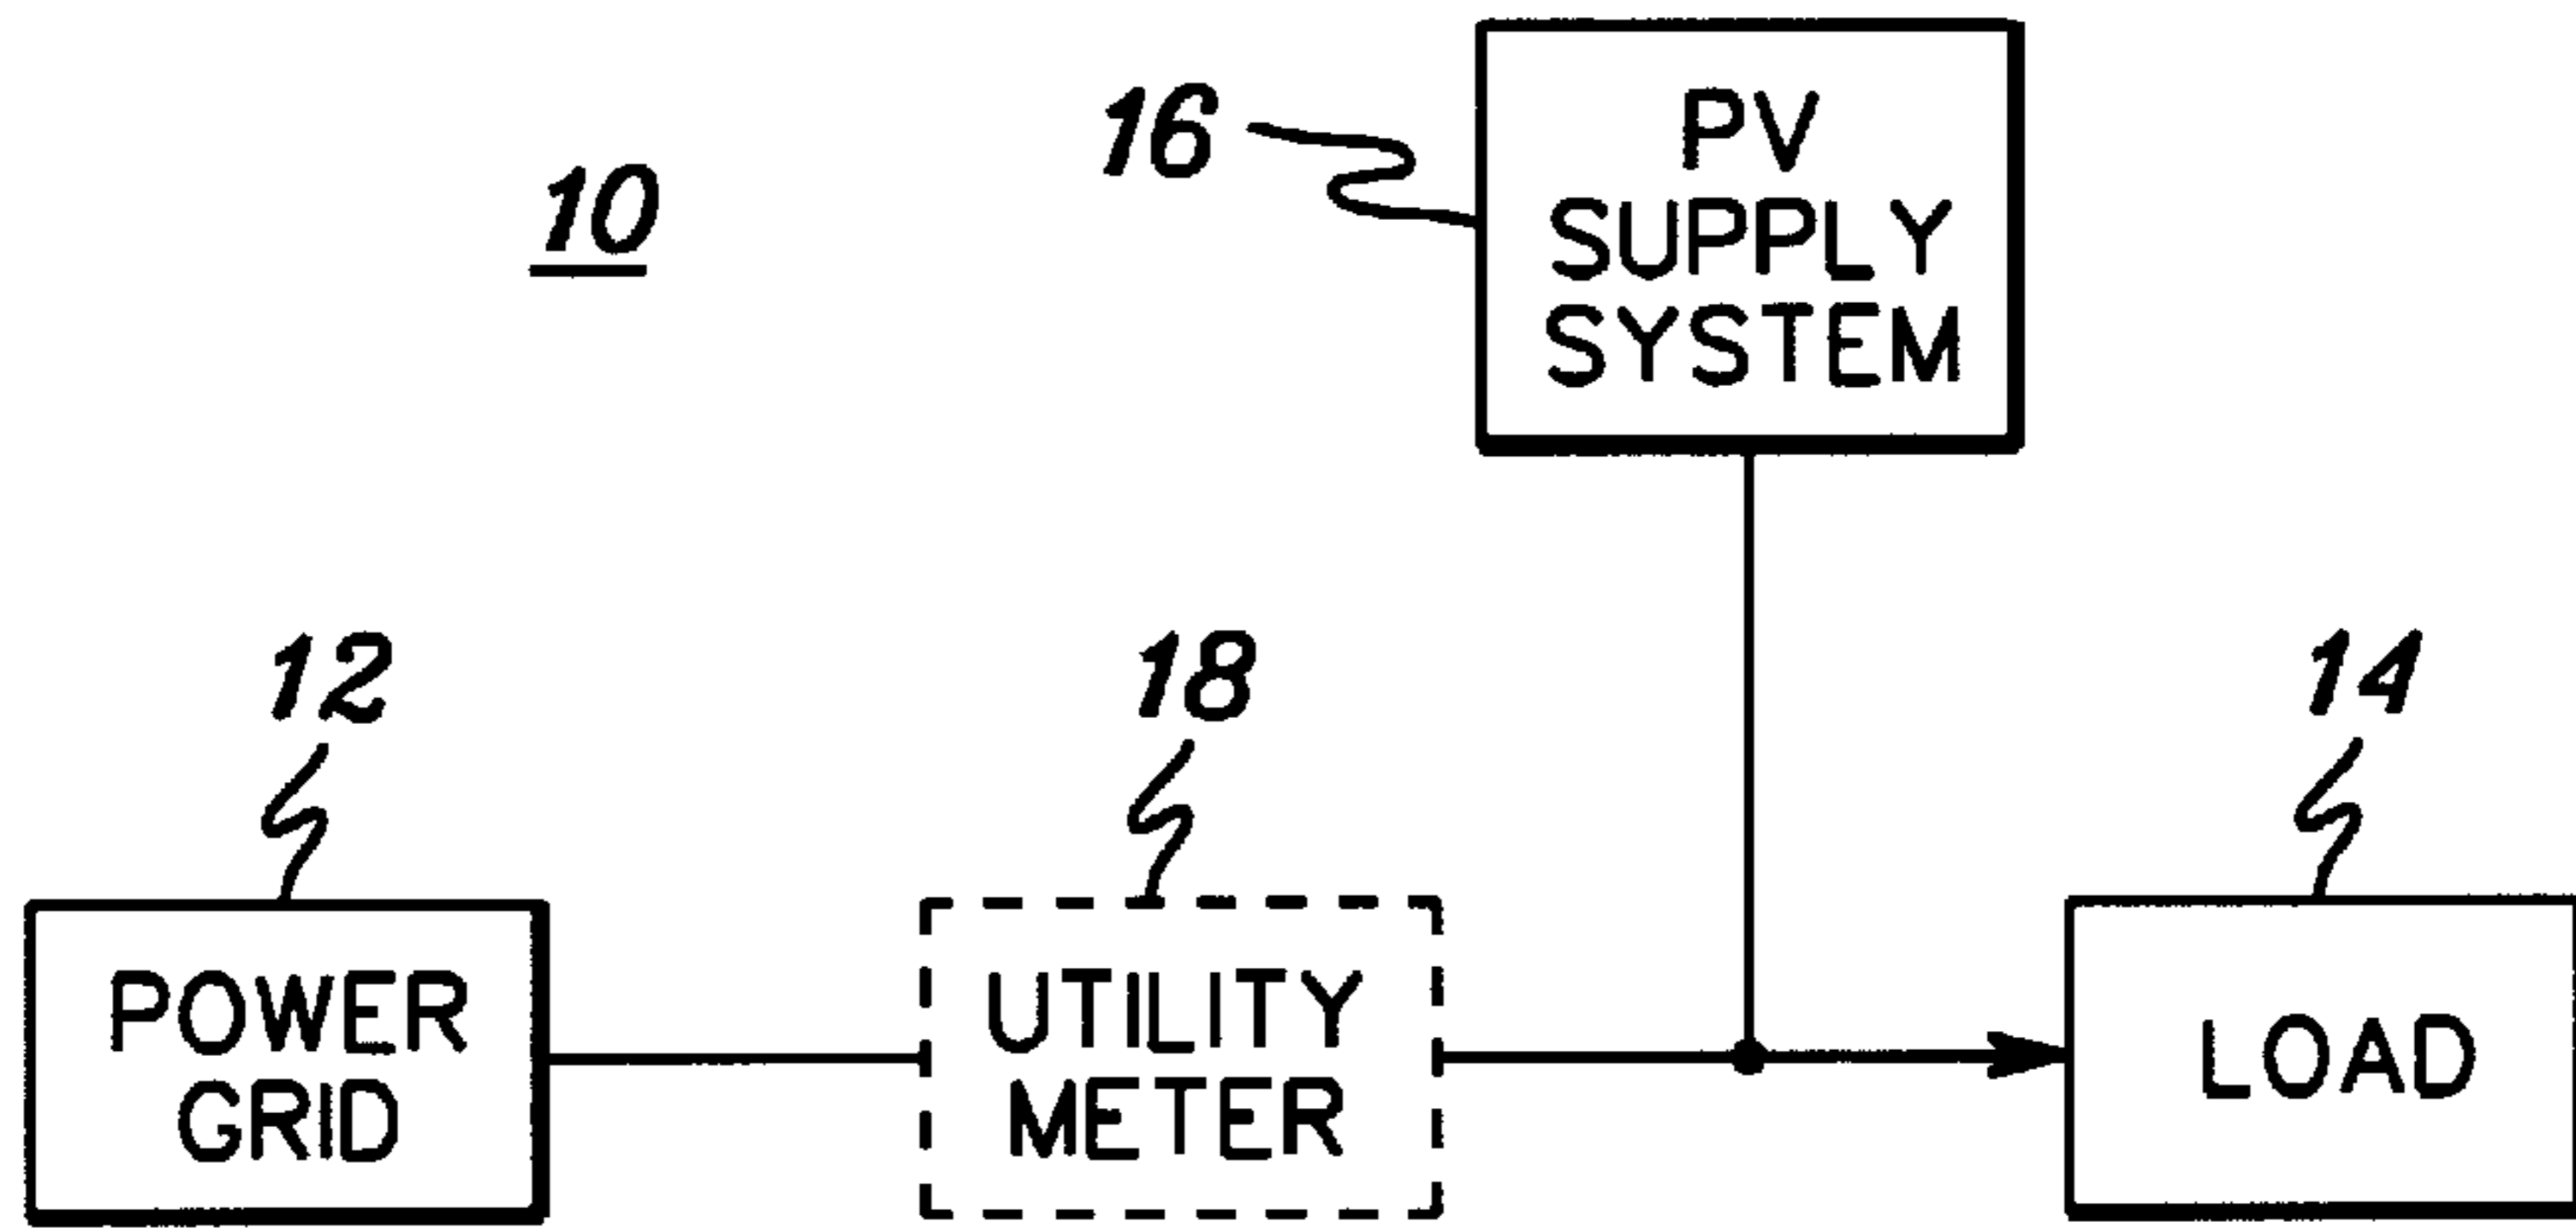 10
16
PV
SUPPLY
SYSTEM
12
18
14
POWER
GRID
UTILITY
METER
LOAD